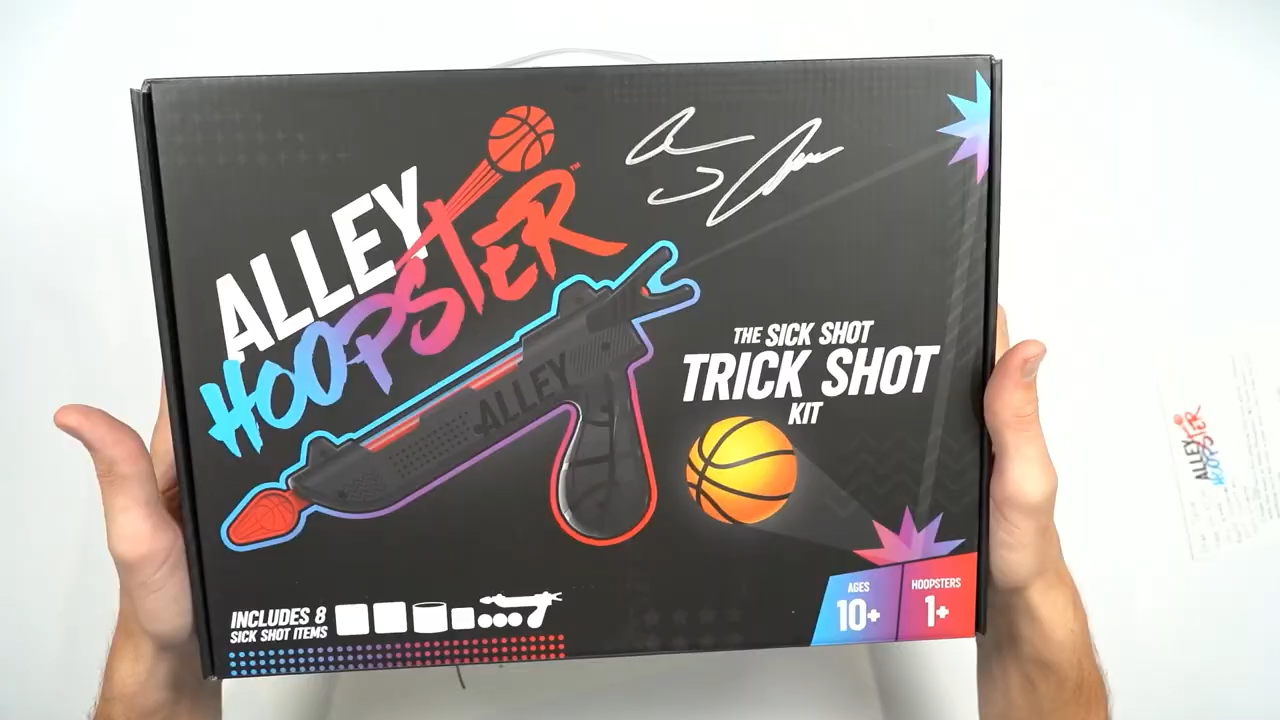 ALLEY
HOOPSTER™
ALLEY
THE SICK SHOT
TRICK SHOT
KIT
INCLUDES 8
SICK SHOT ITEMS
AGES
10+
HOOPSTERS
1+
ALLEY
HOOPSTER